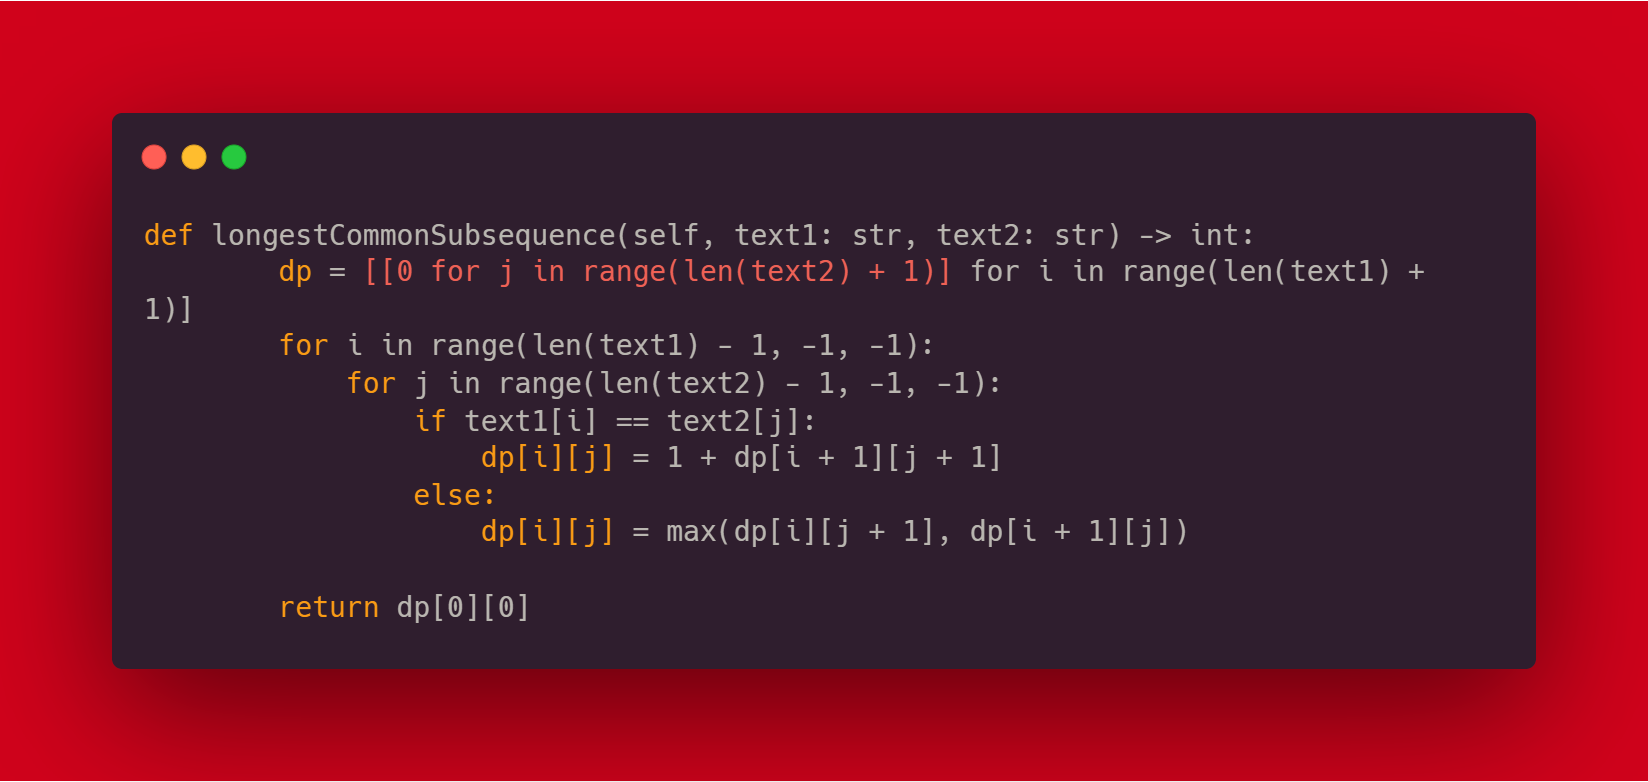 def longestCommonSubsequence(self, text1: str, text2: str) -> int:
        dp = [[0 for j in range(len(text2) + 1)] for i in range(len(text1) +
1)]
        for i in range(len(text1) - 1, -1, -1):
            for j in range(len(text2) - 1, -1, -1):
                if text1[i] == text2[j]:
                    dp[i][j] = 1 + dp[i + 1][j + 1]
                else:
                    dp[i][j] = max(dp[i][j + 1], dp[i + 1][j])

        return dp[0][0]